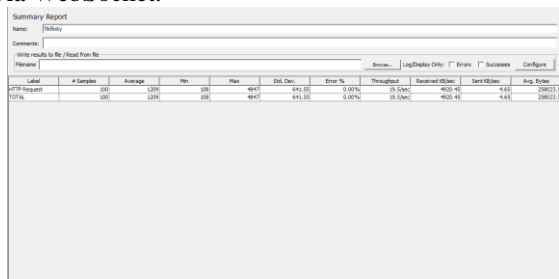 via WebSocket.
Summary Report
Name: Tikfinity
Comments:
Write results to file / Read from file
Filename Browse... Log/Display Only: Errors Successes Configure
Label # Samples Average Min Max Std. Dev. Error % Throughput Received KB/sec Sent KB/sec Avg. Bytes
HTTP Request 100 1209 108 4847 641.55 0.00% 19.5/sec 4920.45 4.65 258023.
TOTAL 100 1209 108 4847 641.55 0.00% 19.5/sec 4920.45 4.65 258023.